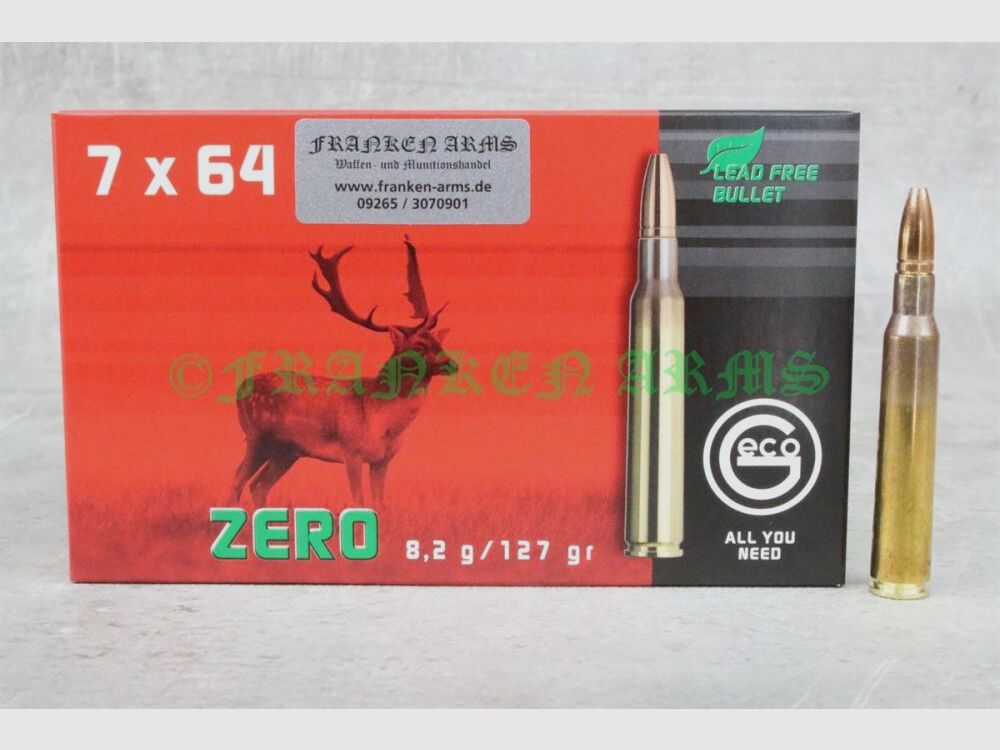 7 x 64
FRANKEN ARMS
Waffen- und Munitionshandel
www.franken-arms.de
09265 / 3070901
LEAD FREE
BULLET
©FRANKEN ARMS
Geco
ALL YOU
NEED
ZERO 8,2 g/127 gr